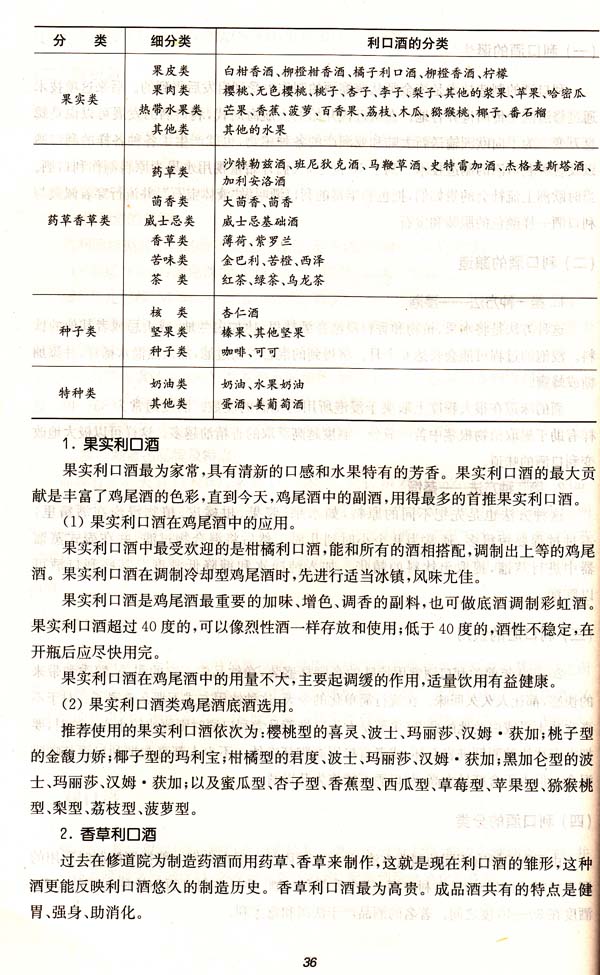 分　类 细分类 利口酒的分类
果实类
果皮类 白柑香酒、柳橙柑香酒、橘子利口酒、柳橙香酒、柠檬
果肉类 樱桃、无色樱桃、桃子、杏子、李子、梨子、其他的浆果、苹果、哈密瓜
热带水果类 芒果、香蕉、菠萝、百香果、荔枝、木瓜、猕猴桃、椰子、番石榴
其他类 其他的水果
药草香草类
药草类 沙特勒兹酒、班尼狄克酒、马鞭草酒、史特雷加酒、杰格麦斯塔酒、
加利安洛酒
茴香类 大茴香、茴香
威士忌类 威士忌基础酒
香草类 薄荷、紫罗兰
苦味类 金巴利、苦橙、西泽
茶　类 红茶、绿茶、乌龙茶
种子类
核　类 杏仁酒
坚果类 榛果、其他坚果
种子类 咖啡、可可
特种类
奶油类 奶油、水果奶油
其他类 蛋酒、姜葡萄酒
1. 果实利口酒
果实利口酒最为家常,具有清新的口感和水果特有的芳香。果实利口酒的最大贡
献是丰富了鸡尾酒的色彩,直到今天,鸡尾酒中的副酒,用得最多的首推果实利口酒。
(1) 果实利口酒在鸡尾酒中的应用。
果实利口酒中最受欢迎的是柑橘利口酒,能和所有的酒相搭配,调制出上等的鸡尾
酒。果实利口酒在调制冷却型鸡尾酒时,先进行适当冰镇,风味尤佳。
果实利口酒是鸡尾酒最重要的加味、增色、调香的副料,也可做底酒调制彩虹酒。
果实利口酒超过 40 度的,可以像烈性酒一样存放和使用;低于 40 度的,酒性不稳定,在
开瓶后应尽快用完。
果实利口酒在鸡尾酒中的用量不大,主要起调缓的作用,适量饮用有益健康。
(2) 果实利口酒类鸡尾酒底酒选用。
推荐使用的果实利口酒依次为:樱桃型的喜灵、波士、玛丽莎、汉姆·获加;桃子型
的金馥力娇;椰子型的玛利宝;柑橘型的君度、波士、玛丽莎、汉姆·获加;黑加仑型的波
士、玛丽莎、汉姆·获加;以及蜜瓜型、杏子型、香蕉型、西瓜型、草莓型、苹果型、猕猴桃
型、梨型、荔枝型、菠萝型。
2. 香草利口酒
过去在修道院为制造药酒而用药草、香草来制作,这就是现在利口酒的雏形,这种
酒更能反映利口酒悠久的制造历史。香草利口酒最为高贵。成品酒共有的特点是健
胃、强身、助消化。
36